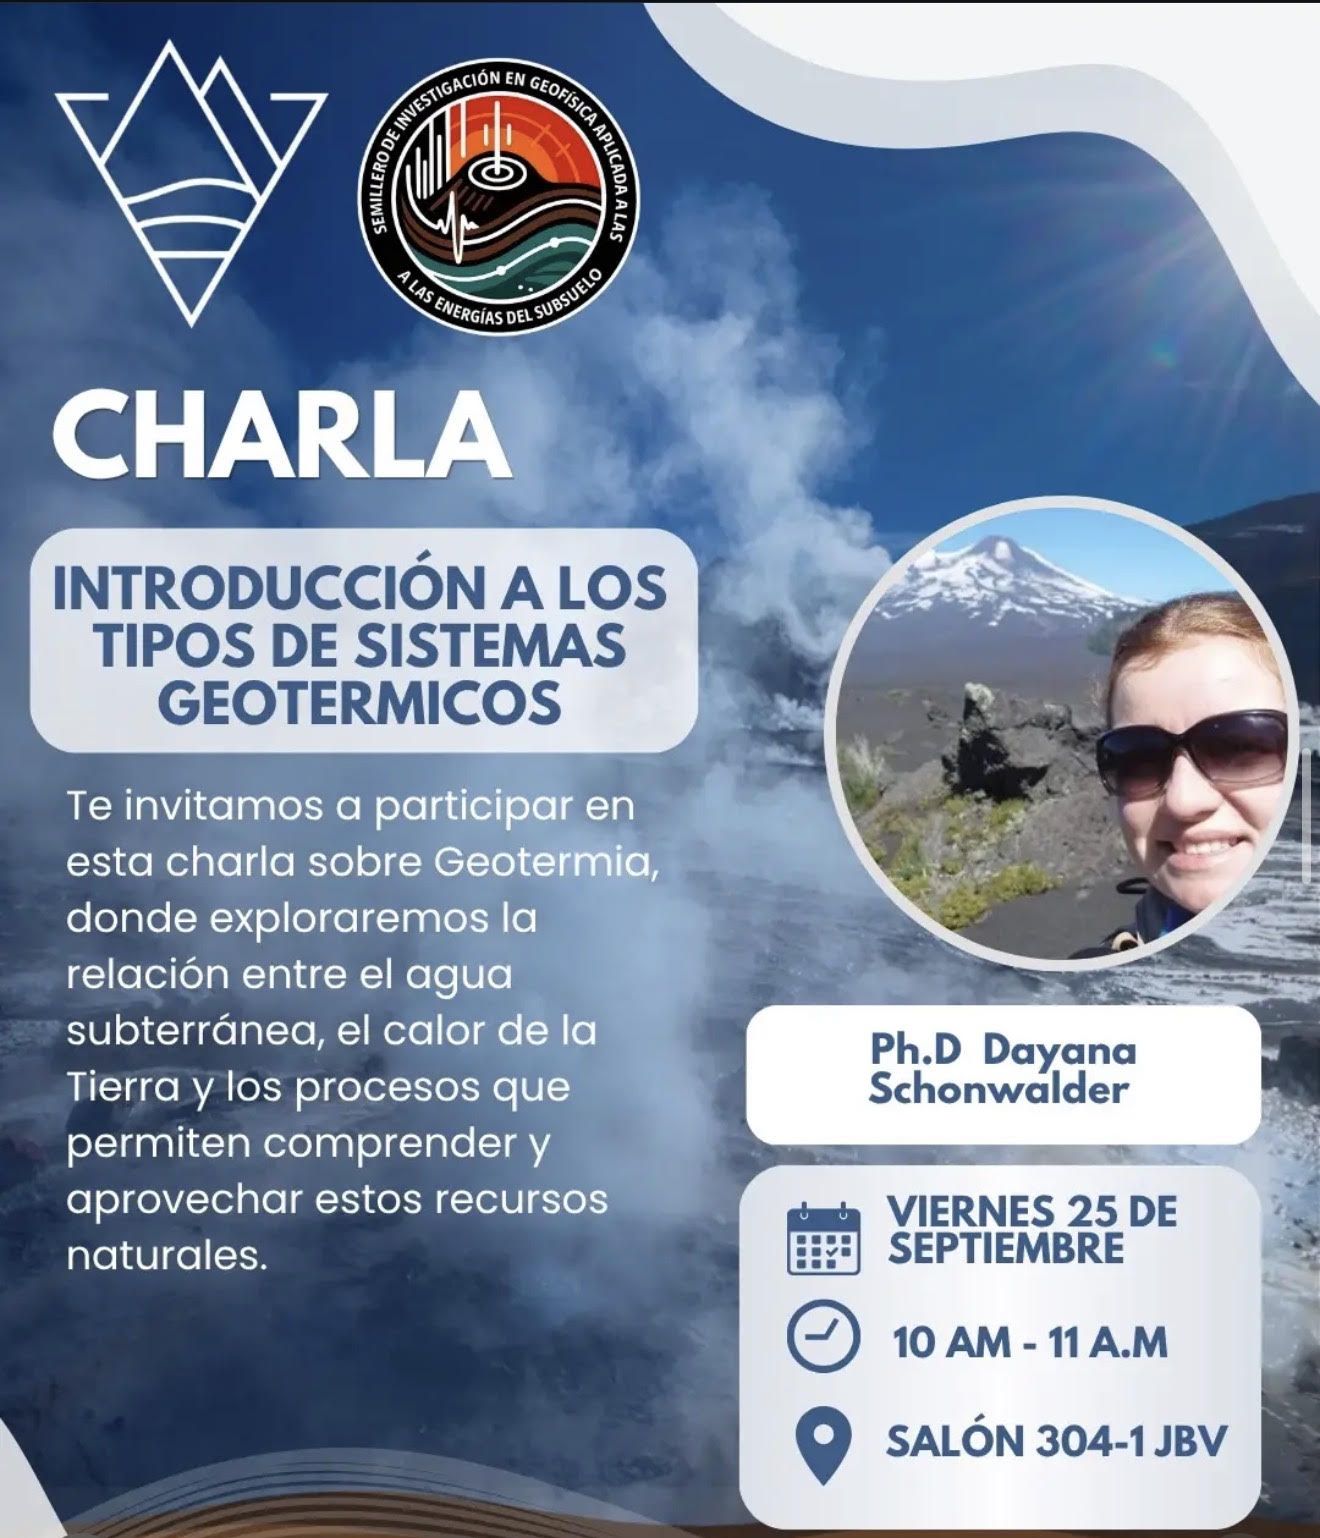 SEMILLERO DE INVESTIGACIÓN EN GEOFÍSICA APLICADA A LAS
A LAS ENERGÍAS DEL SUBSUELO
CHARLA
INTRODUCCIÓN A LOS
TIPOS DE SISTEMAS
GEOTERMICOS
Te invitamos a participar en
esta charla sobre Geotermia,
donde exploraremos la
relación entre el agua
subterránea, el calor de la
Tierra y los procesos que
permiten comprender y
aprovechar estos recursos
naturales.
Ph.D Dayana
Schonwalder
VIERNES 25 DE
SEPTIEMBRE
10 AM - 11 A.M
SALÓN 304-1 JBV